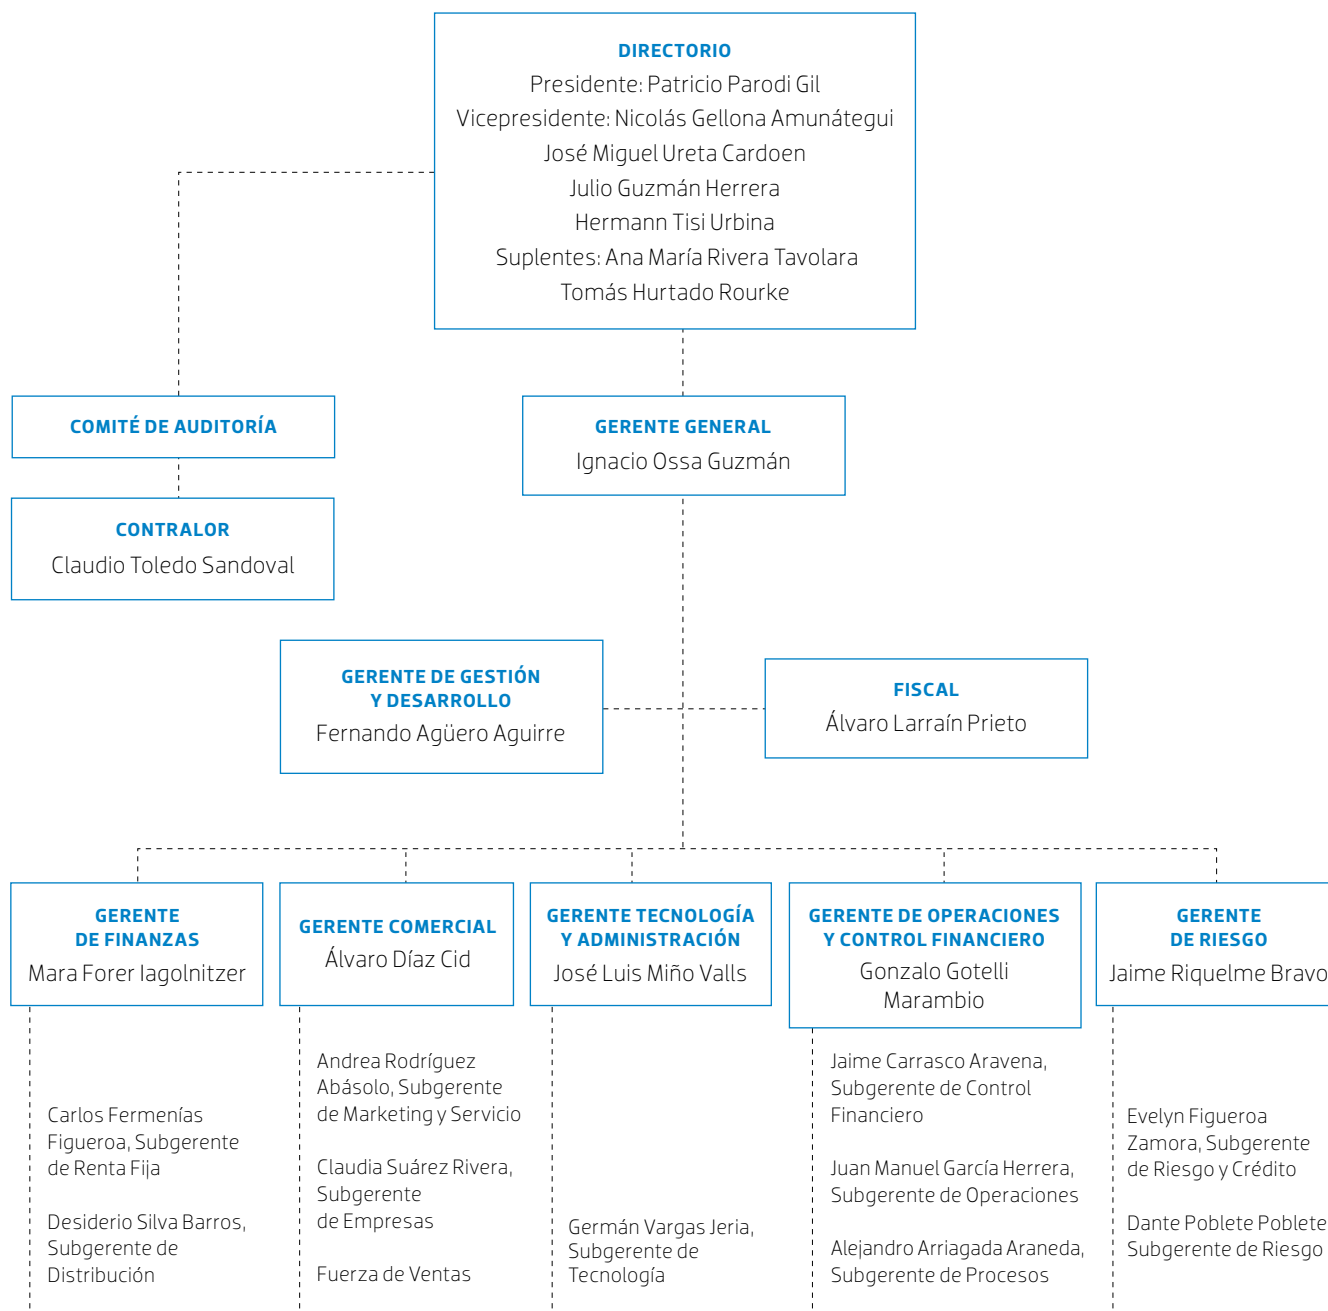 DIRECTORIO
Presidente: Patricio Parodi Gil
Vicepresidente: Nicolás Gellona Amunátegui
José Miguel Ureta Cardoen
Julio Guzmán Herrera
Hermann Tisi Urbina
Suplentes: Ana María Rivera Tavolara
Tomás Hurtado Rourke
COMITÉ DE AUDITORÍA
CONTRALOR
Claudio Toledo Sandoval
GERENTE GENERAL
Ignacio Ossa Guzmán
GERENTE DE GESTIÓN
Y DESARROLLO
Fernando Agüero Aguirre
FISCAL
Álvaro Larraín Prieto
GERENTE
DE FINANZAS
Mara Forer Iagolnitzer
Carlos Fermenías
Figueroa, Subgerente
de Renta Fija
Desiderio Silva Barros,
Subgerente de
Distribución
GERENTE COMERCIAL
Álvaro Díaz Cid
Andrea Rodríguez
Abásolo, Subgerente
de Marketing y Servicio
Claudia Suárez Rivera,
Subgerente
de Empresas
Fuerza de Ventas
GERENTE TECNOLOGÍA
Y ADMINISTRACIÓN
José Luis Miño Valls
Germán Vargas Jeria,
Subgerente de
Tecnología
GERENTE DE OPERACIONES
Y CONTROL FINANCIERO
Gonzalo Gotelli
Marambio
Jaime Carrasco Aravena,
Subgerente de Control
Financiero
Juan Manuel García Herrera,
Subgerente de Operaciones
Alejandro Arriagada Araneda,
Subgerente de Procesos
GERENTE
DE RIESGO
Jaime Riquelme Bravo
Evelyn Figueroa
Zamora, Subgerente
de Riesgo y Crédito
Dante Poblete Poblete
Subgerente de Riesgo